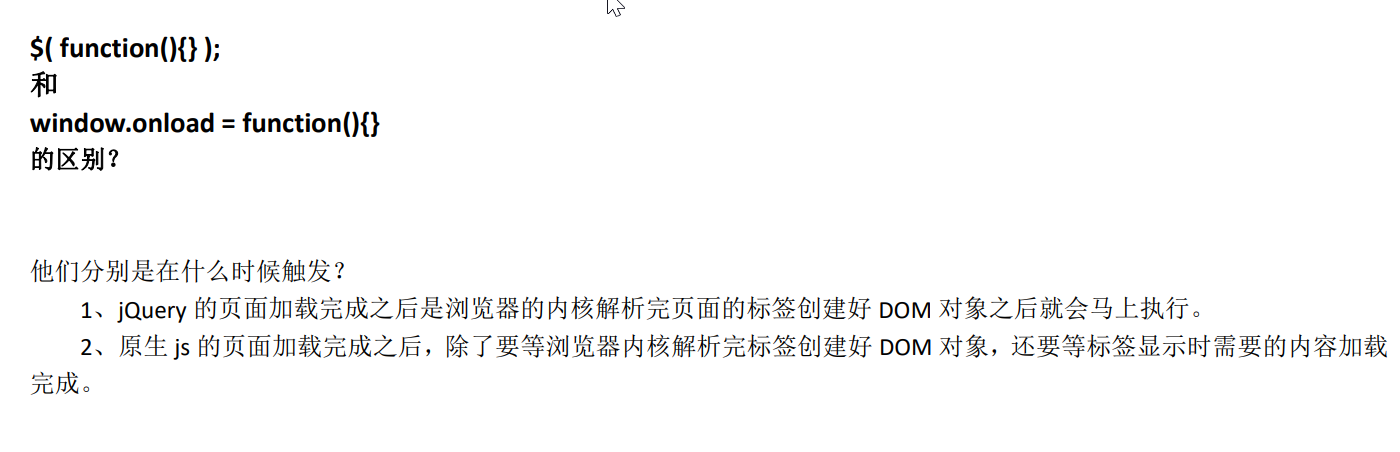 $( function(){} );
和
window.onload = function(){}
的区别？
他们分别是在什么时候触发？
1、jQuery 的页面加载完成之后是浏览器的内核解析完页面的标签创建好 DOM 对象之后就会马上执行。
2、原生 js 的页面加载完成之后，除了要等浏览器内核解析完标签创建好 DOM 对象，还要等标签显示时需要的内容加载
完成。